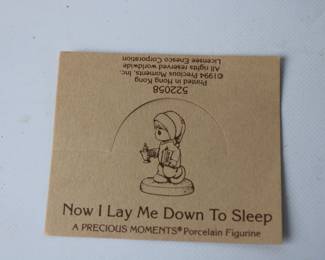 522058
Printed in Hong Kong
©1994 Precious Moments, Inc.
All rights reserved worldwide
Licensee Enesco Corporation
Now I Lay Me Down To Sleep
A PRECIOUS MOMENTS® Porcelain Figurine